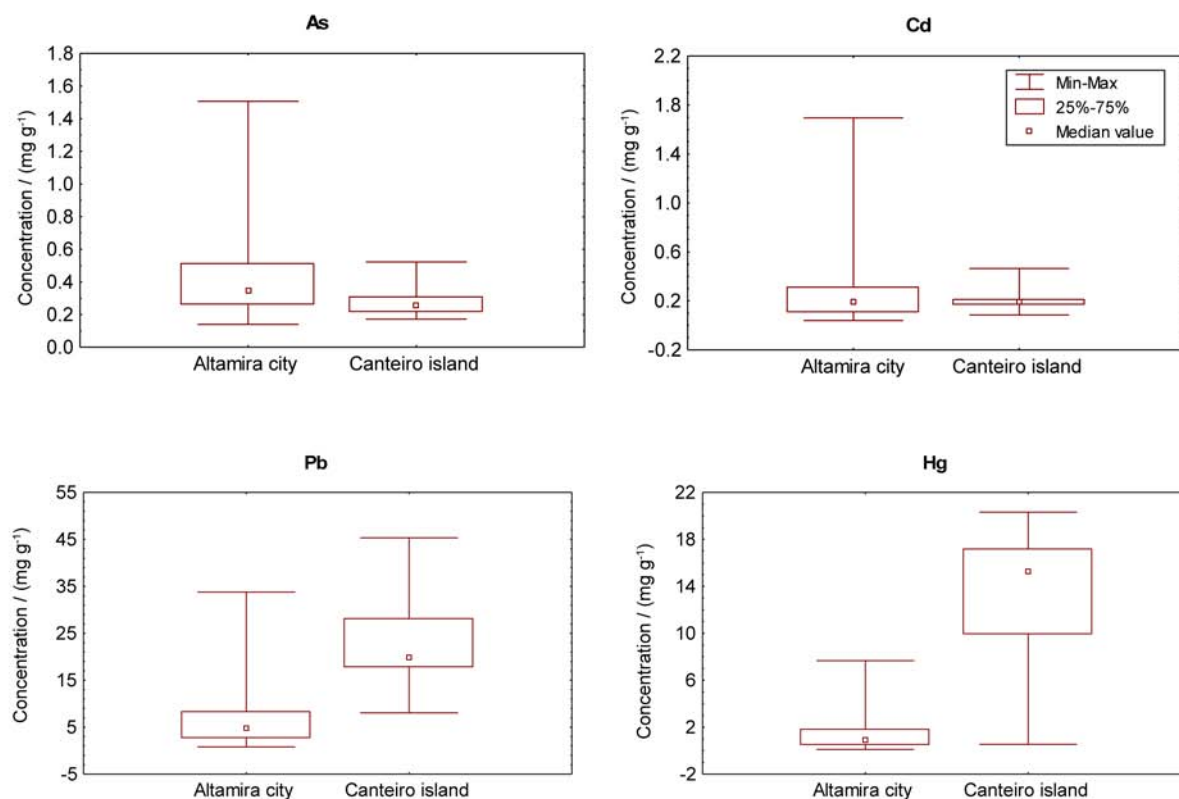 As
Concentration / (mg g⁻¹)
1.8
1.6
1.4
1.2
1.0
0.8
0.6
0.4
0.2
0.0
Altamira city
Canteiro island
Cd
Concentration / (mg g⁻¹)
2.2
1.8
1.4
1.0
0.6
0.2
-0.2
Min-Max
25%-75%
Median value
Altamira city
Canteiro island
Pb
Concentration / (mg g⁻¹)
55
45
35
25
15
5
-5
Altamira city
Canteiro island
Hg
Concentration / (mg g⁻¹)
22
18
14
10
6
2
-2
Altamira city
Canteiro island